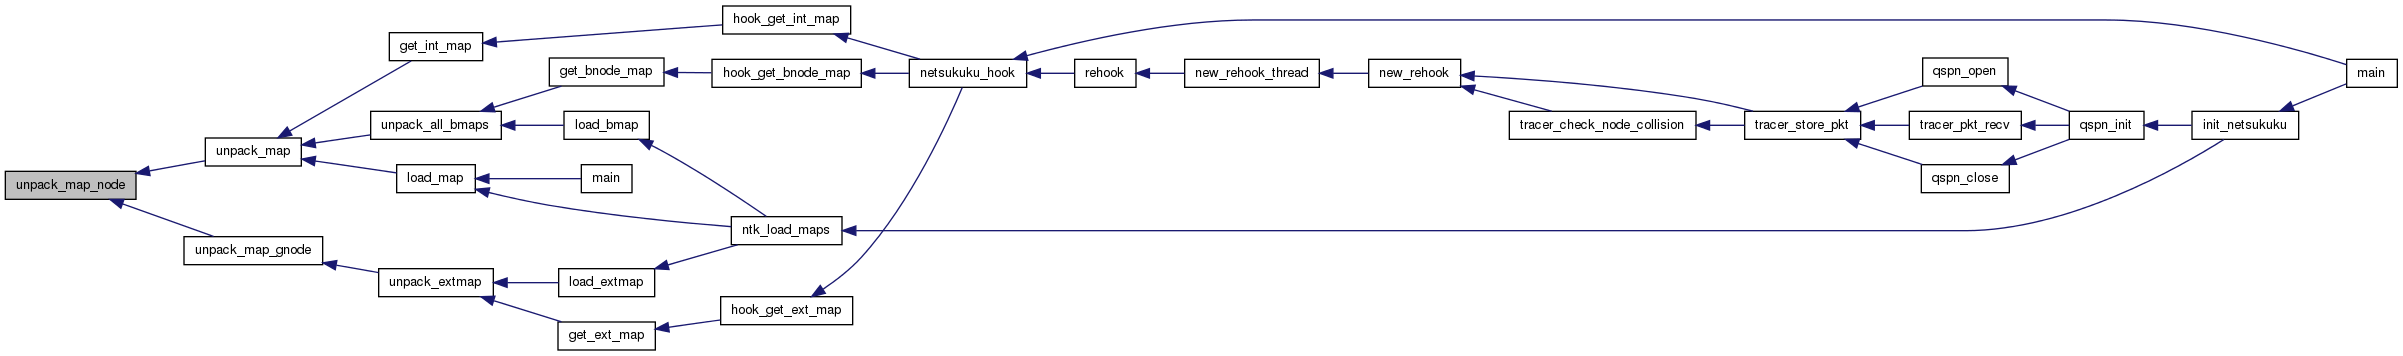 hook_get_int_map
get_int_map
get_bnode_map
hook_get_bnode_map
netsukuku_hook
rehook
new_rehook_thread
new_rehook
qspn_open
main
unpack_all_bmaps
load_bmap
tracer_check_node_collision
tracer_store_pkt
tracer_pkt_recv
qspn_init
init_netsukuku
unpack_map
load_map
main
qspn_close
unpack_map_node
ntk_load_maps
unpack_map_gnode
unpack_extmap
load_extmap
hook_get_ext_map
get_ext_map